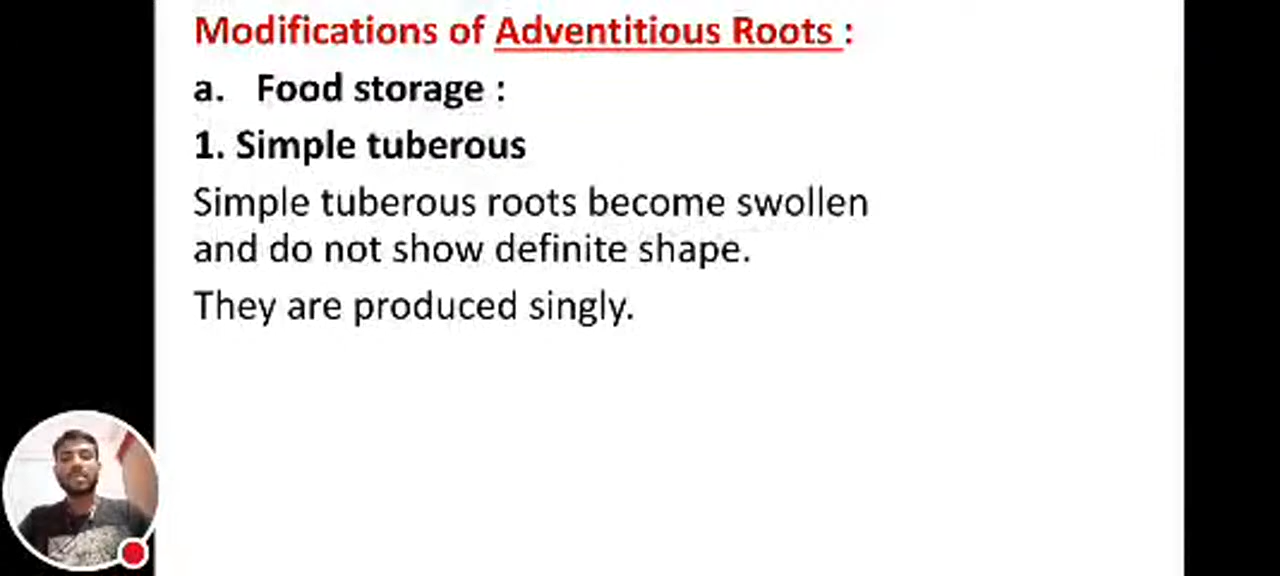 Modifications of Adventitious Roots :
a. Food storage :
1. Simple tuberous
Simple tuberous roots become swollen
and do not show definite shape.
They are produced singly.